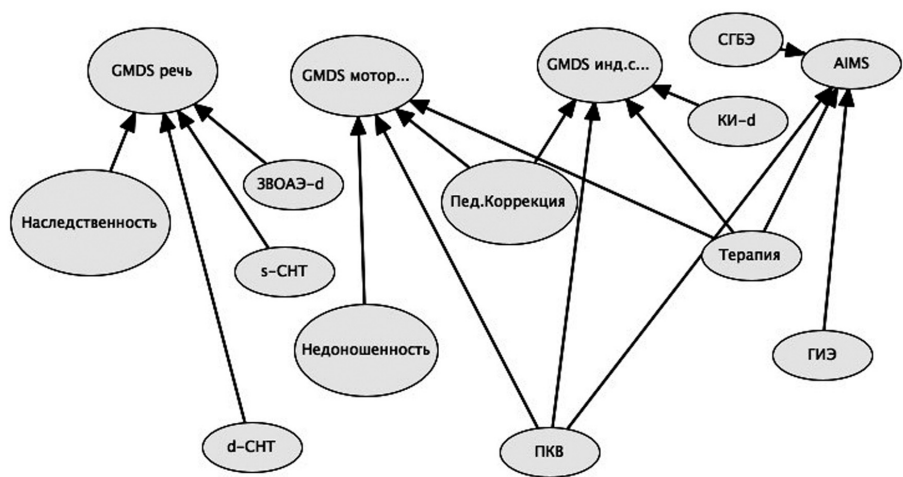 СГБЭ
GMDS речь
GMDS мотор...
GMDS инд.с...
AIMS
КИ-d
ЗВОАЭ-d
Пед.Коррекция
Наследственность
s-СНТ
Терапия
Недоношенность
ГИЭ
d-СНТ
ПКВ